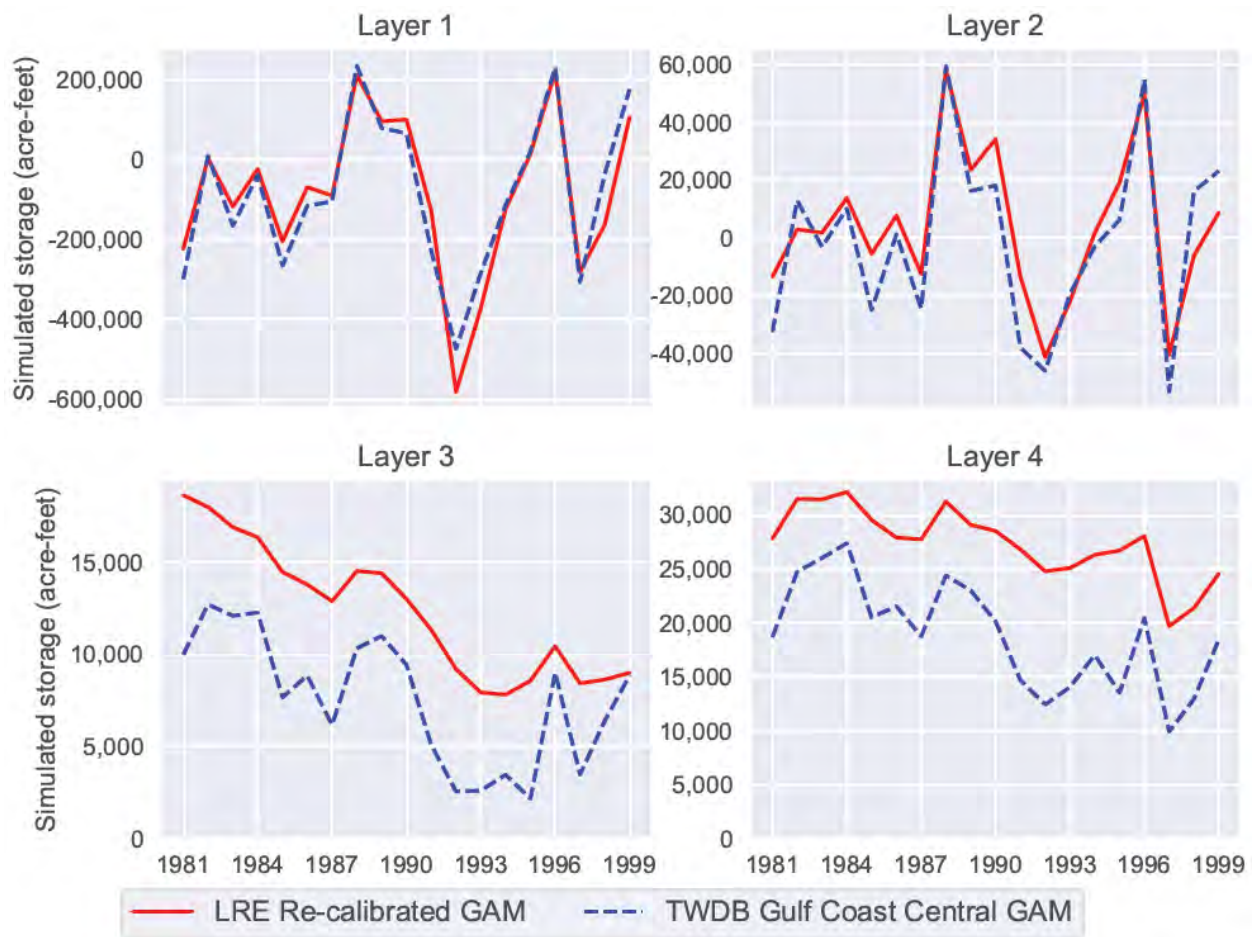 Layer 1
Layer 2
Simulated storage (acre-feet)
200,000
0
-200,000
-400,000
-600,000
60,000
40,000
20,000
0
-20,000
-40,000
Layer 3
Layer 4
Simulated storage (acre-feet)
15,000
10,000
5,000
0
30,000
25,000
20,000
15,000
10,000
5,000
0
1981 1984 1987 1990 1993 1996 1999
1981 1984 1987 1990 1993 1996 1999
LRE Re-calibrated GAM
TWDB Gulf Coast Central GAM